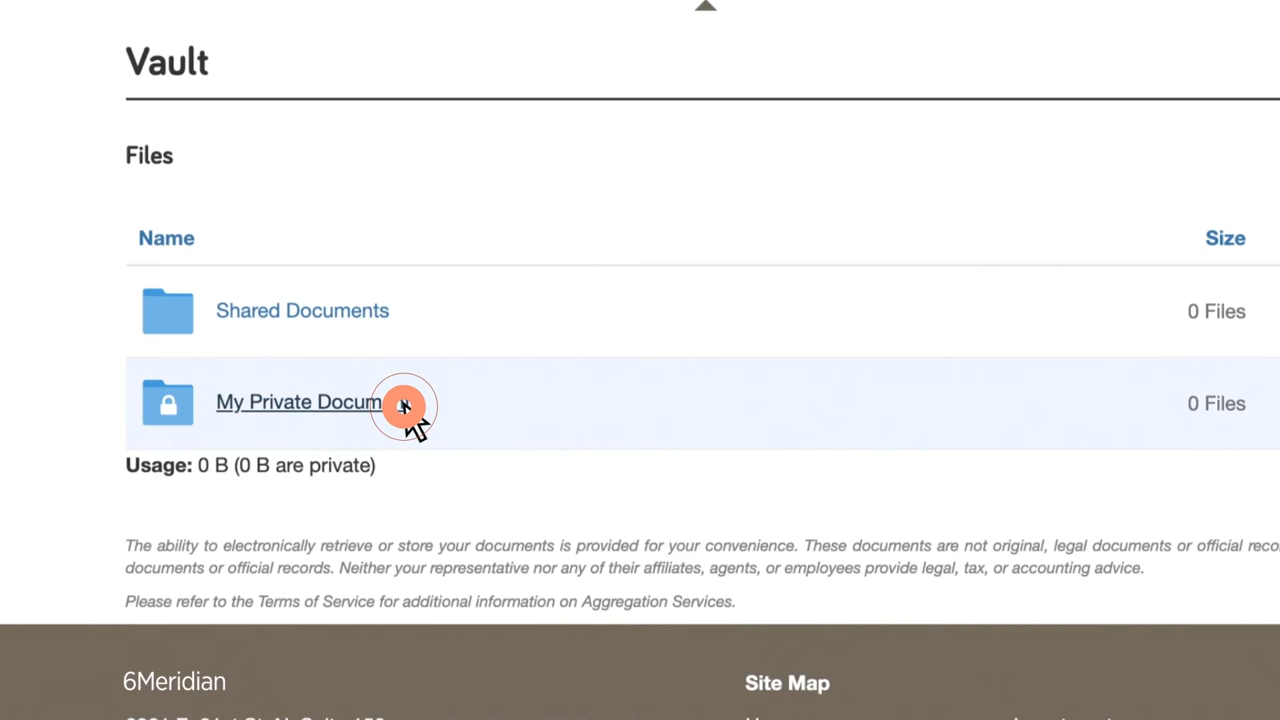 Vault
Files
Name Size
Shared Documents 0 Files
My Private Docum 0 Files
Usage: 0 B (0 B are private)
The ability to electronically retrieve or store your documents is provided for your convenience. These documents are not original, legal documents or official
documents or official records. Neither your representative nor any of their affiliates, agents, or employees provide legal, tax, or accounting advice.
Please refer to the Terms of Service for additional information on Aggregation Services.
6Meridian
Site Map